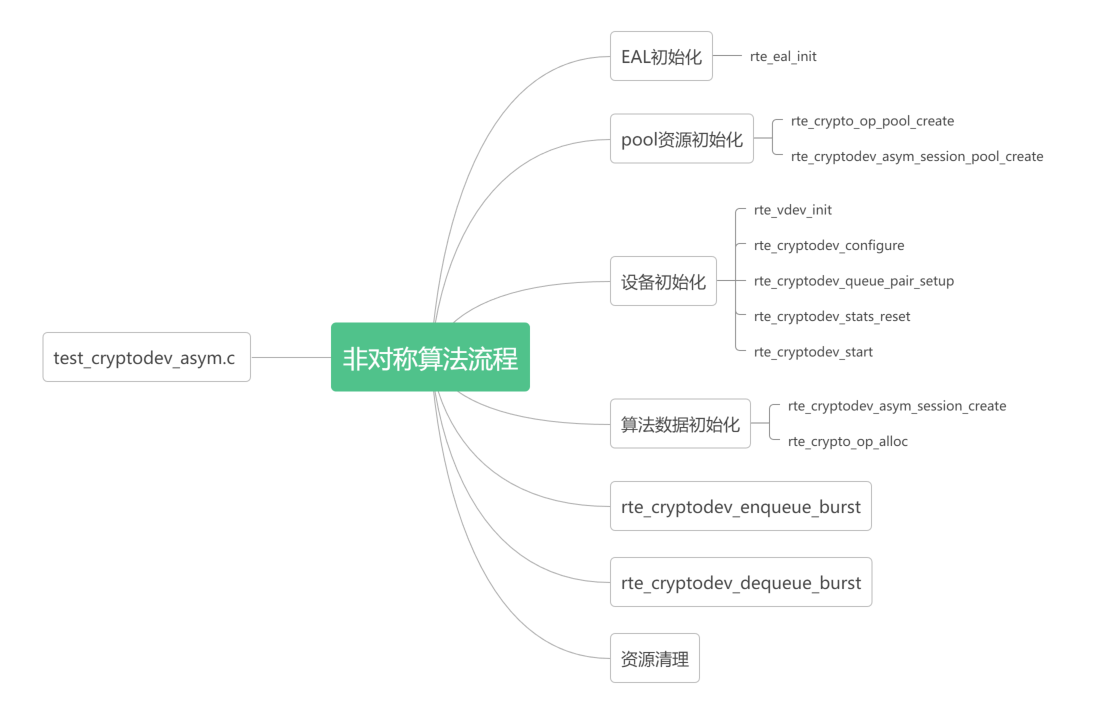 test_cryptodev_asym.c
非对称算法流程
EAL初始化
rte_eal_init
pool资源初始化
rte_crypto_op_pool_create
rte_cryptodev_asym_session_pool_create
设备初始化
rte_vdev_init
rte_cryptodev_configure
rte_cryptodev_queue_pair_setup
rte_cryptodev_stats_reset
rte_cryptodev_start
算法数据初始化
rte_cryptodev_asym_session_create
rte_crypto_op_alloc
rte_cryptodev_enqueue_burst
rte_cryptodev_dequeue_burst
资源清理